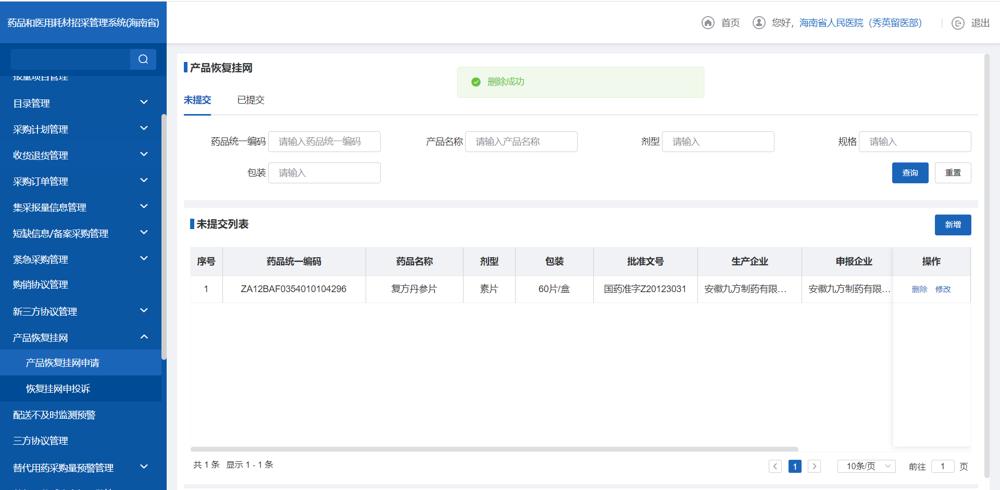 药品和医用耗材招采管理系统(海南省)
首页
您好，海南省人民医院（秀英留医部）
退出
报量项目管理
目录管理
采购计划管理
收货退货管理
采购订单管理
集采报量信息管理
短缺信息/备案采购管理
紧急采购管理
购销协议管理
新三方协议管理
产品恢复挂网
产品恢复挂网申请
恢复挂网申投诉
配送不及时监测预警
三方协议管理
替代用药采购量预警管理
产品恢复挂网
删除成功
未提交 已提交
药品统一编码 请输入药品统一编码 产品名称 请输入产品名称 剂型 请输入 规格 请输入
包装 请输入 查询 重置
未提交列表 新增
序号 药品统一编码 药品名称 剂型 包装 批准文号 生产企业 申报企业 操作
1 ZA12BAF0354010104296 复方丹参片 素片 60片/盒 国药准字Z20123031 安徽九方制药有限... 安徽九方制药有限... 删除 修改
共 1 条 显示 1 - 1 条 1 10条/页 前往 1 页